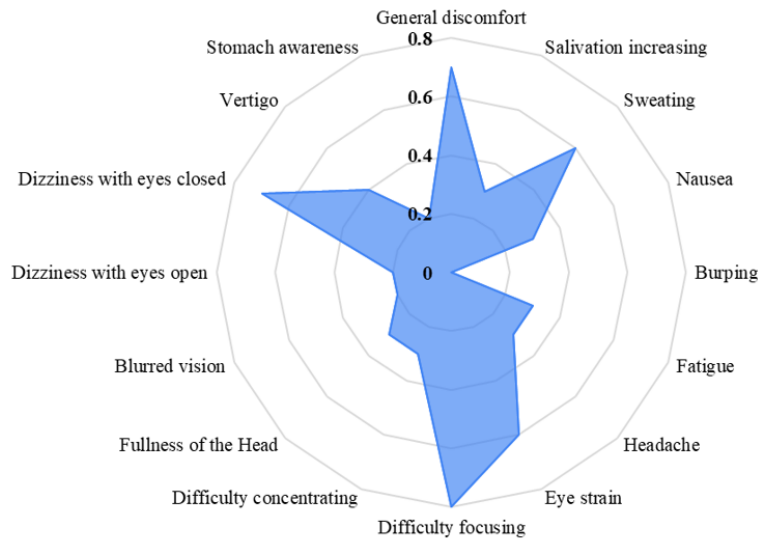 General discomfort
0.8
Stomach awareness
Salivation increasing
0.6
Vertigo
Sweating
0.4
Dizziness with eyes closed
Nausea
0.2
Dizziness with eyes open
0
Burping
Blurred vision
Fatigue
Fullness of the Head
Headache
Difficulty concentrating
Eye strain
Difficulty focusing